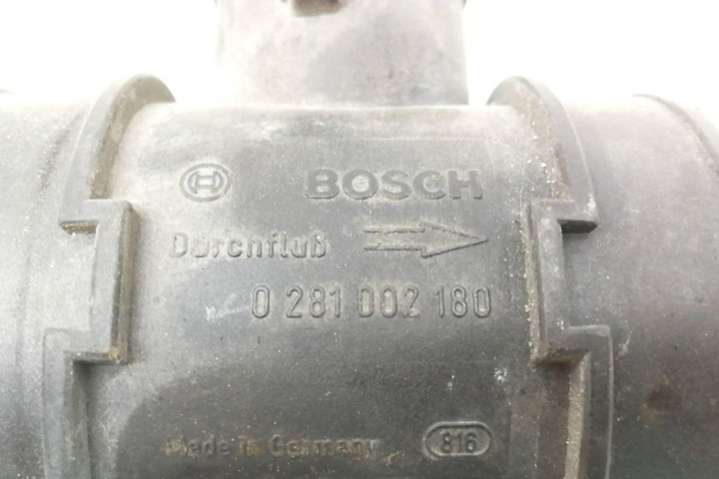 BOSCH
Durchfluß
0 281 002 180
Made in Germany 816